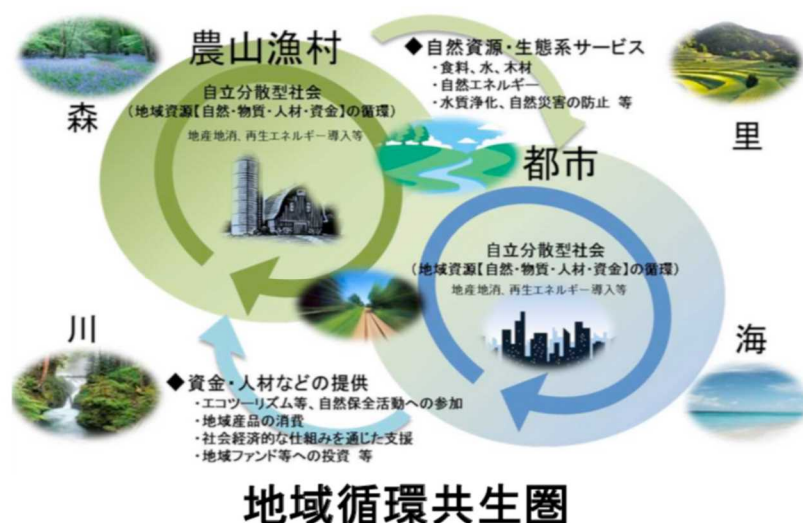 農山漁村
自立分散型社会
(地域資源【自然・物質・人材・資金】の循環)
地産地消、再生エネルギー導入等
森
◆自然資源・生態系サービス
・食料、水、木材
・自然エネルギー
・水質浄化、自然災害の防止 等
里
都市
自立分散型社会
(地域資源【自然・物質・人材・資金】の循環)
地産地消、再生エネルギー導入等
川
◆資金・人材などの提供
・エコツーリズム等、自然保全活動への参加
・地域産品の消費
・社会経済的な仕組みを通じた支援
・地域ファンド等への投資 等
海
地域循環共生圏